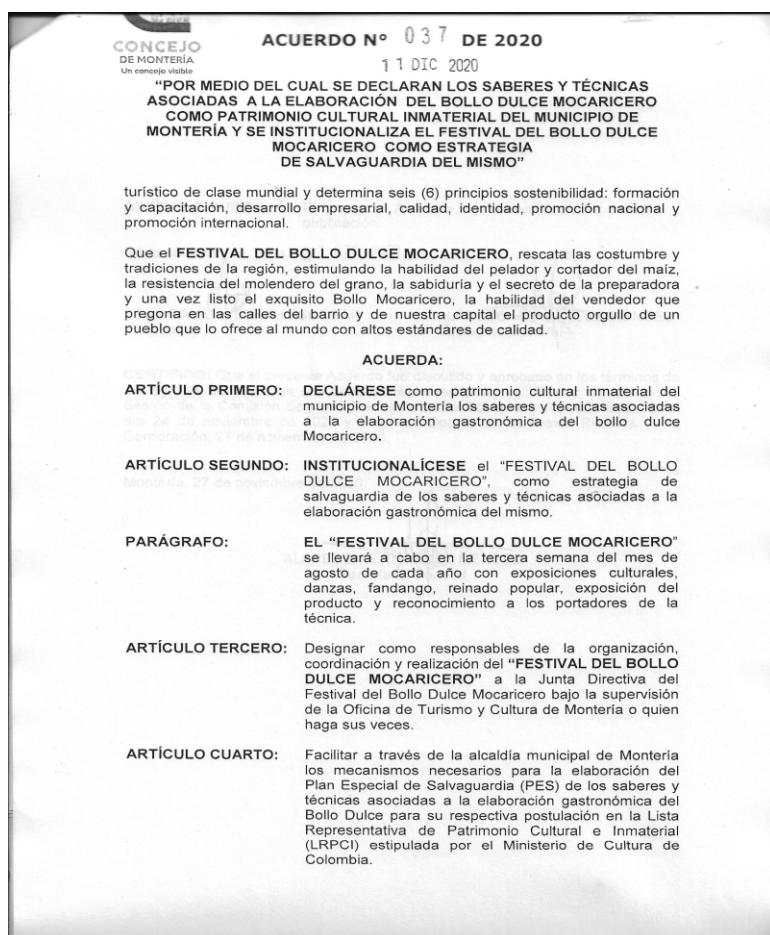 CONCEJO
DE MONTERÍA
Un concejo visible
ACUERDO Nº 037 DE 2020
11 DIC 2020
“POR MEDIO DEL CUAL SE DECLARAN LOS SABERES Y TÉCNICAS
ASOCIADAS A LA ELABORACIÓN DEL BOLLO DULCE MOCARICERO
COMO PATRIMONIO CULTURAL INMATERIAL DEL MUNICIPIO DE
MONTERÍA Y SE INSTITUCIONALIZA EL FESTIVAL DEL BOLLO DULCE
MOCARICERO COMO ESTRATEGIA
DE SALVAGUARDIA DEL MISMO”
turístico de clase mundial y determina seis (6) principios sostenibilidad: formación
y capacitación, desarrollo empresarial, calidad, identidad, promoción nacional y
promoción internacional.
Que el FESTIVAL DEL BOLLO DULCE MOCARICERO, rescata las costumbre y
tradiciones de la región, estimulando la habilidad del pelador y cortador del maíz,
la resistencia del molendero del grano, la sabiduría y el secreto de la preparadora
y una vez listo el exquisito Bollo Mocaricero, la habilidad del vendedor que
pregona en las calles del barrio y de nuestra capital el producto orgullo de un
pueblo que lo ofrece al mundo con altos estándares de calidad.
ACUERDA:
ARTÍCULO PRIMERO: DECLÁRESE como patrimonio cultural inmaterial del
municipio de Montería los saberes y técnicas asociadas
a la elaboración gastronómica del bollo dulce
Mocaricero.
ARTÍCULO SEGUNDO: INSTITUCIONALÍCESE el “FESTIVAL DEL BOLLO
DULCE MOCARICERO”, como estrategia de
salvaguardia de los saberes y técnicas asociadas a la
elaboración gastronómica del mismo.
PARÁGRAFO: EL “FESTIVAL DEL BOLLO DULCE MOCARICERO”
se llevará a cabo en la tercera semana del mes de
agosto de cada año con exposiciones culturales,
danzas, fandango, reinado popular, exposición del
producto y reconocimiento a los portadores de la
técnica.
ARTÍCULO TERCERO: Designar como responsables de la organización,
coordinación y realización del “FESTIVAL DEL BOLLO
DULCE MOCARICERO” a la Junta Directiva del
Festival del Bollo Dulce Mocaricero bajo la supervisión
de la Oficina de Turismo y Cultura de Montería o quien
haga sus veces.
ARTÍCULO CUARTO: Facilitar a través de la alcaldía municipal de Montería
los mecanismos necesarios para la elaboración del
Plan Especial de Salvaguardia (PES) de los saberes y
técnicas asociadas a la elaboración gastronómica del
Bollo Dulce para su respectiva postulación en la Lista
Representativa de Patrimonio Cultural e Inmaterial
(LRPCI) estipulada por el Ministerio de Cultura de
Colombia.